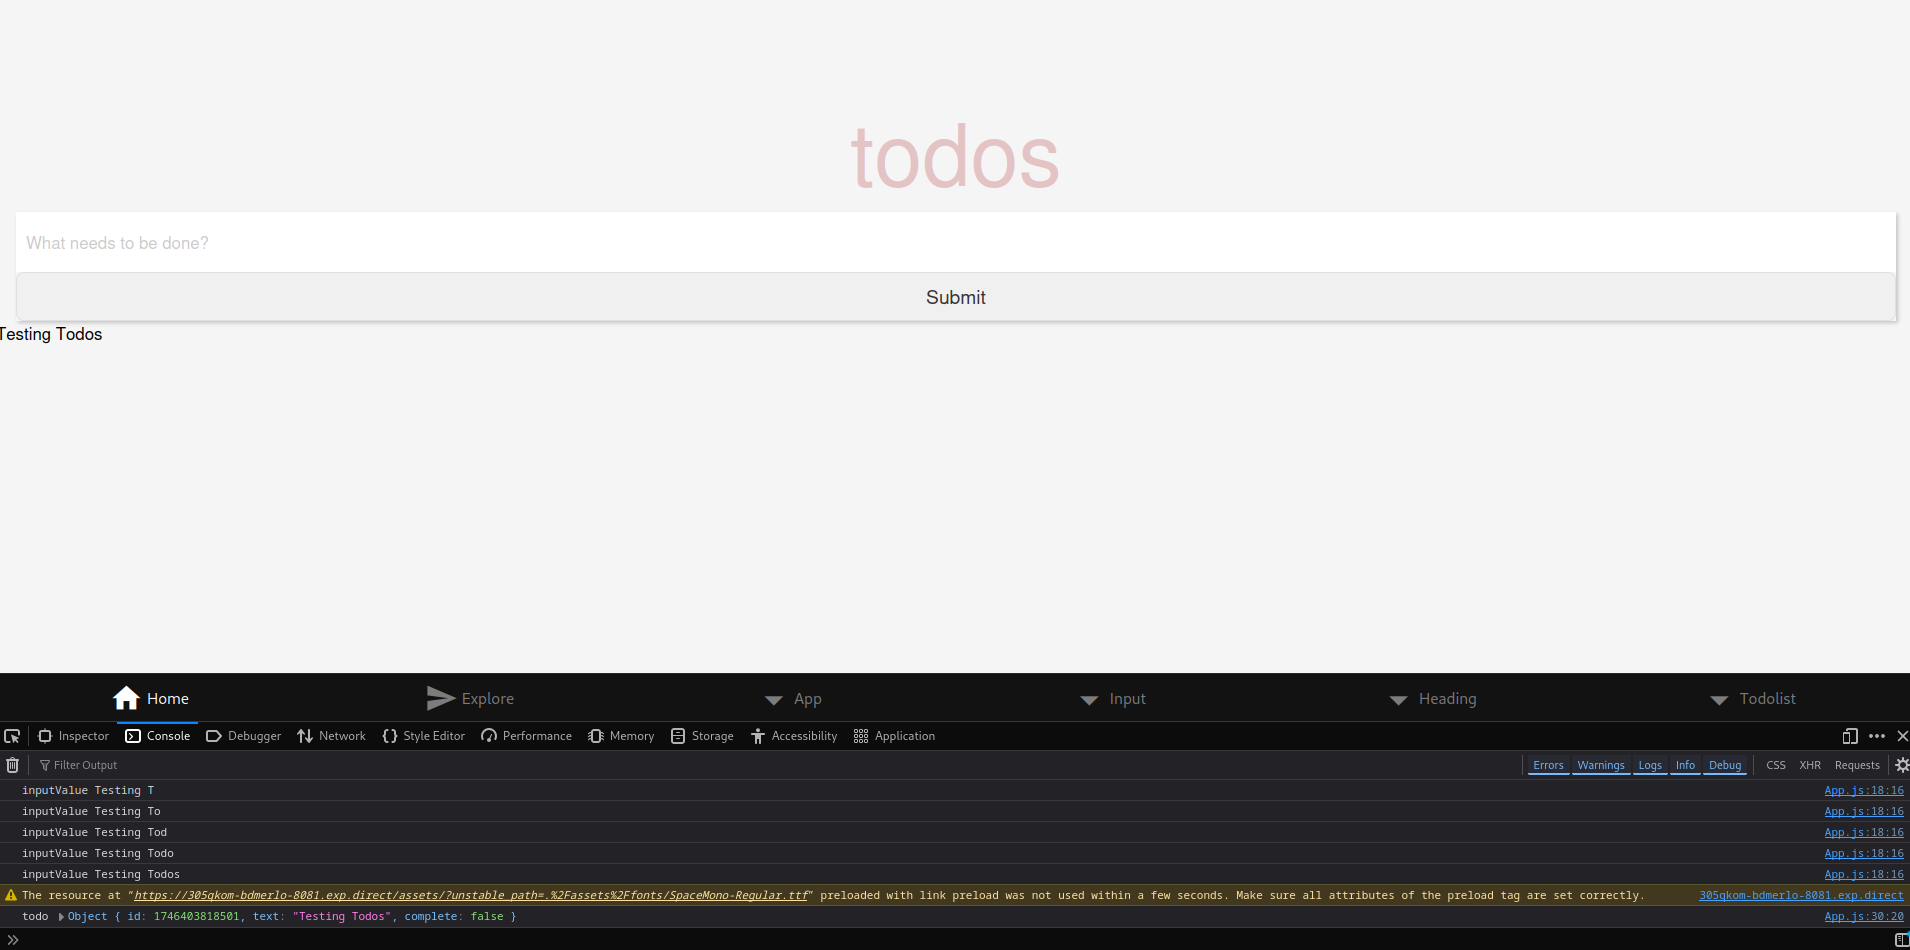 todos
What needs to be done?
Submit
Testing Todos
Home Explore App Input Heading Todolist
Inspector Console Debugger Network Style Editor Performance Memory Storage Accessibility Application
Filter Output Errors Warnings Logs Info Debug CSS XHR Requests
inputValue Testing T App.js:18:16
inputValue Testing To App.js:18:16
inputValue Testing Tod App.js:18:16
inputValue Testing Todo App.js:18:16
inputValue Testing Todos App.js:18:16
The resource at "https://305qkom-bdmerlo-8081.exp.direct/assets/?unstable_path=.%2Fassets%2Ffonts/SpaceMono-Regular.ttf" preloaded with link preload was not used within a few seconds. Make sure all attributes of the preload tag are set correctly. 305qkom-bdmerlo-8081.exp.direct
todo Object { id: 1746403818501, text: "Testing Todos", complete: false } App.js:30:20